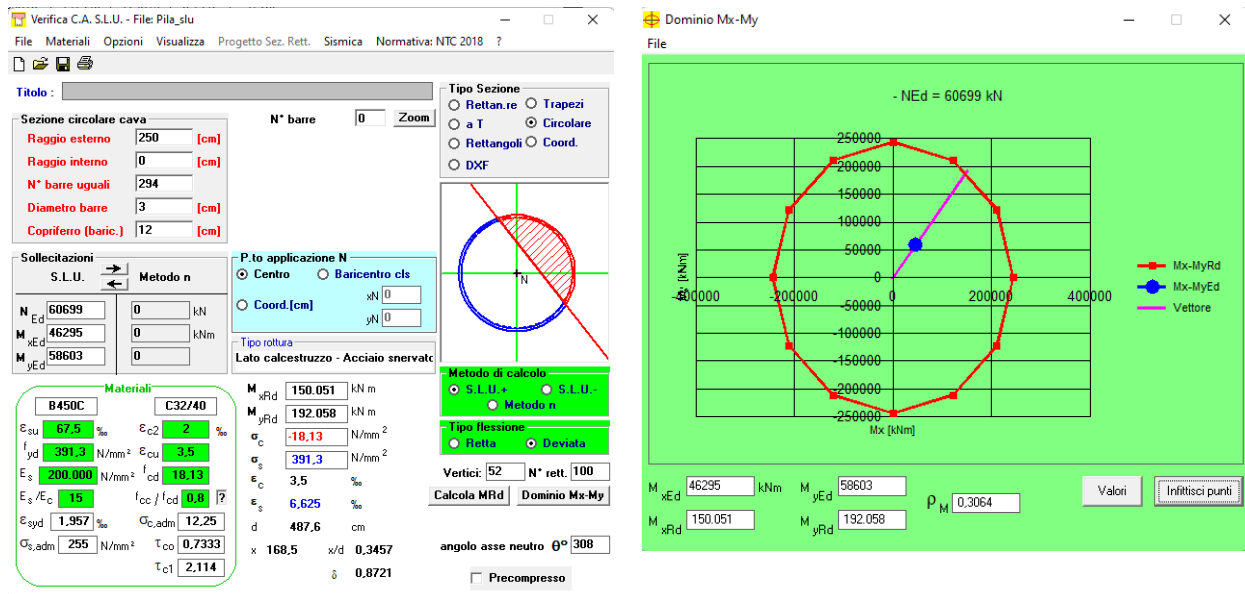 Verifica C.A. S.L.U. - File: Pila_slu
File Materiali Opzioni Visualizza Progetto Sez. Rett. Sismica Normativa: NTC 2018 ?
Titolo :
Sezione circolare cava
Raggio esterno 250 [cm]
Raggio interno 0 [cm]
N° barre uguali 294
Diametro barre 3 [cm]
Copriferro (baric.) 12 [cm]
N° barre 0 Zoom
Tipo Sezione
Rettan.re Trapezi
a T Circolare
Rettangoli Coord.
DXF
N
Sollecitazioni
S.L.U. Metodo n
N Ed 60699 0 kN
M xEd 46295 0 kNm
M yEd 58603 0
P.to applicazione N
Centro Baricentro cls
Coord.[cm] xN 0
yN 0
Tipo rottura
Lato calcestruzzo - Acciaio snervato
Materiali
B450C C32/40
εsu 67,5 ‰ εc2 2 ‰
fyd 391,3 N/mm² εcu 3,5
Es 200.000 N/mm² fcd 18,13
Es /Ec 15 fcc / fcd 0,8 ?
εsyd 1,957 ‰ σc,adm 12,25
σs,adm 255 N/mm² τco 0,7333
τc1 2,114
M xRd 150.051 kN m
M yRd 192.058 kN m
σc -18,13 N/mm²
σs 391,3 N/mm²
εc 3,5 ‰
εs 6,625 ‰
d 487,6 cm
x 168,5 x/d 0,3457
δ 0,8721
Metodo di calcolo
S.L.U.+ S.L.U.-
Metodo n
Tipo flessione
Retta Deviata
Vertici: 52 N° rett. 100
Calcola MRd Dominio Mx-My
angolo asse neutro θ° 308
Precompresso
Dominio Mx-My
File
- NEd = 60699 kN
250000
200000
150000
100000
50000
0
-50000
-100000
-150000
-200000
-250000
-400000 -200000 0 200000 400000
My [kNm]
Mx [kNm]
Mx-MyRd
Mx-MyEd
Vettore
M xEd 46295 kNm M yEd 58603
M xRd 150.051 M yRd 192.058
ρ M 0,3064
Valori Infittisci punti